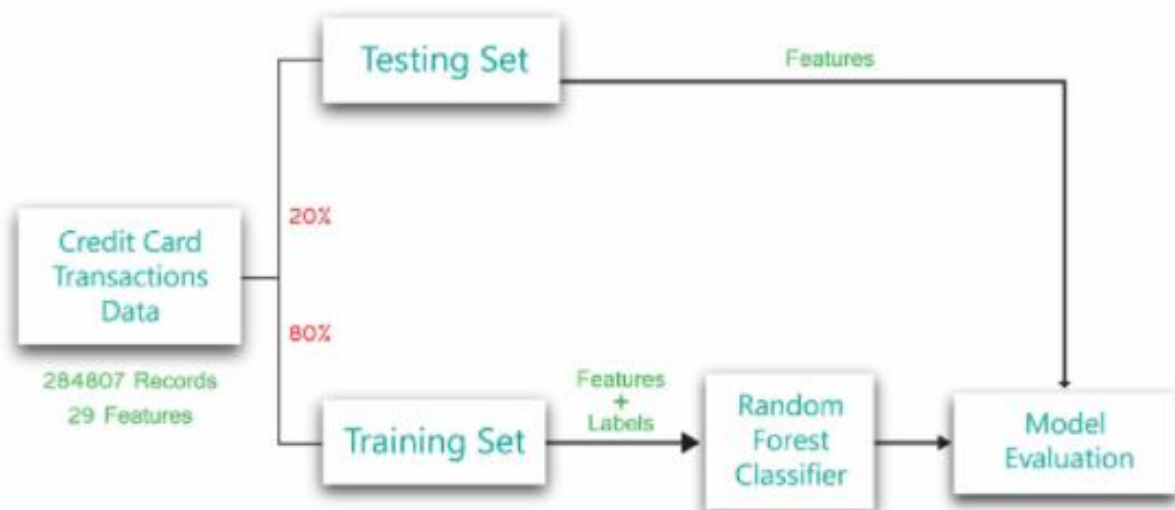 Testing Set
Features
20%
Credit Card
Transactions
Data
80%
284807 Records
29 Features
Features
+
Labels
Training Set
Random
Forest
Classifier
Model
Evaluation